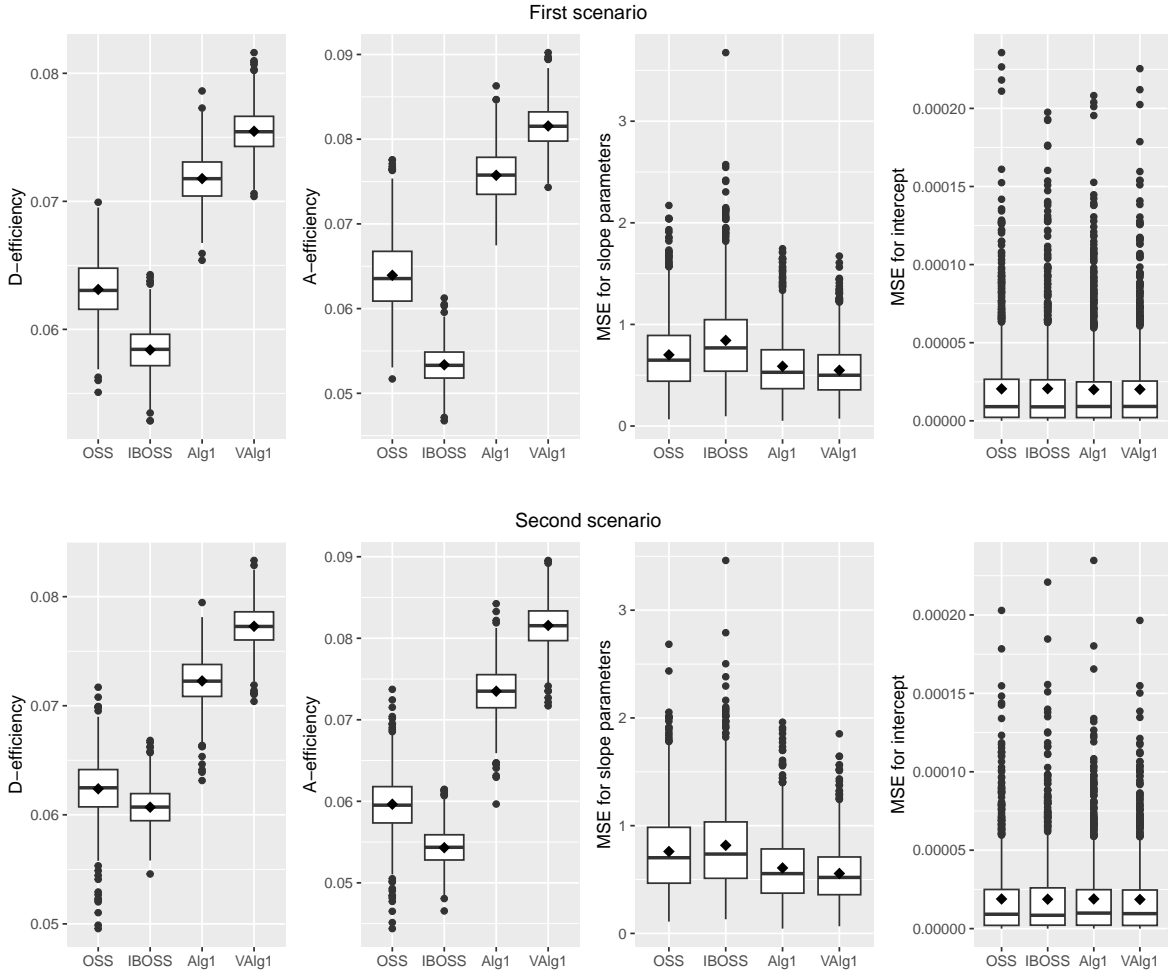 First scenario
D−efficiency
0.08
0.07
0.06
OSS IBOSS Alg1 VAlg1
A−efficiency
0.09
0.08
0.07
0.06
0.05
OSS IBOSS Alg1 VAlg1
MSE for slope parameters
3
2
1
0
OSS IBOSS Alg1 VAlg1
MSE for intercept
0.00020
0.00015
0.00010
0.00005
0.00000
OSS IBOSS Alg1 VAlg1
Second scenario
D−efficiency
0.08
0.07
0.06
0.05
OSS IBOSS Alg1 VAlg1
A−efficiency
0.09
0.08
0.07
0.06
0.05
OSS IBOSS Alg1 VAlg1
MSE for slope parameters
3
2
1
0
OSS IBOSS Alg1 VAlg1
MSE for intercept
0.00020
0.00015
0.00010
0.00005
0.00000
OSS IBOSS Alg1 VAlg1